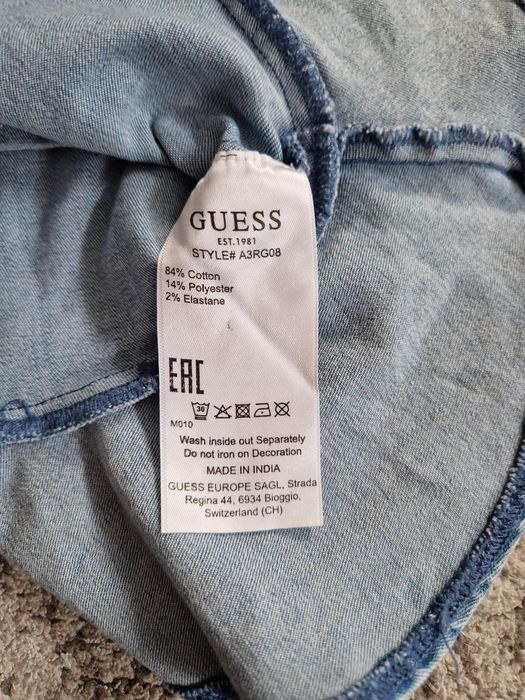 GUESS
EST.1981
STYLE# A3RG08
84% Cotton
14% Polyester
2% Elastane
EAC
30
M010
Wash inside out Separately
Do not iron on Decoration
MADE IN INDIA
GUESS EUROPE SAGL, Strada
Regina 44, 6934 Bioggio,
Switzerland (CH)